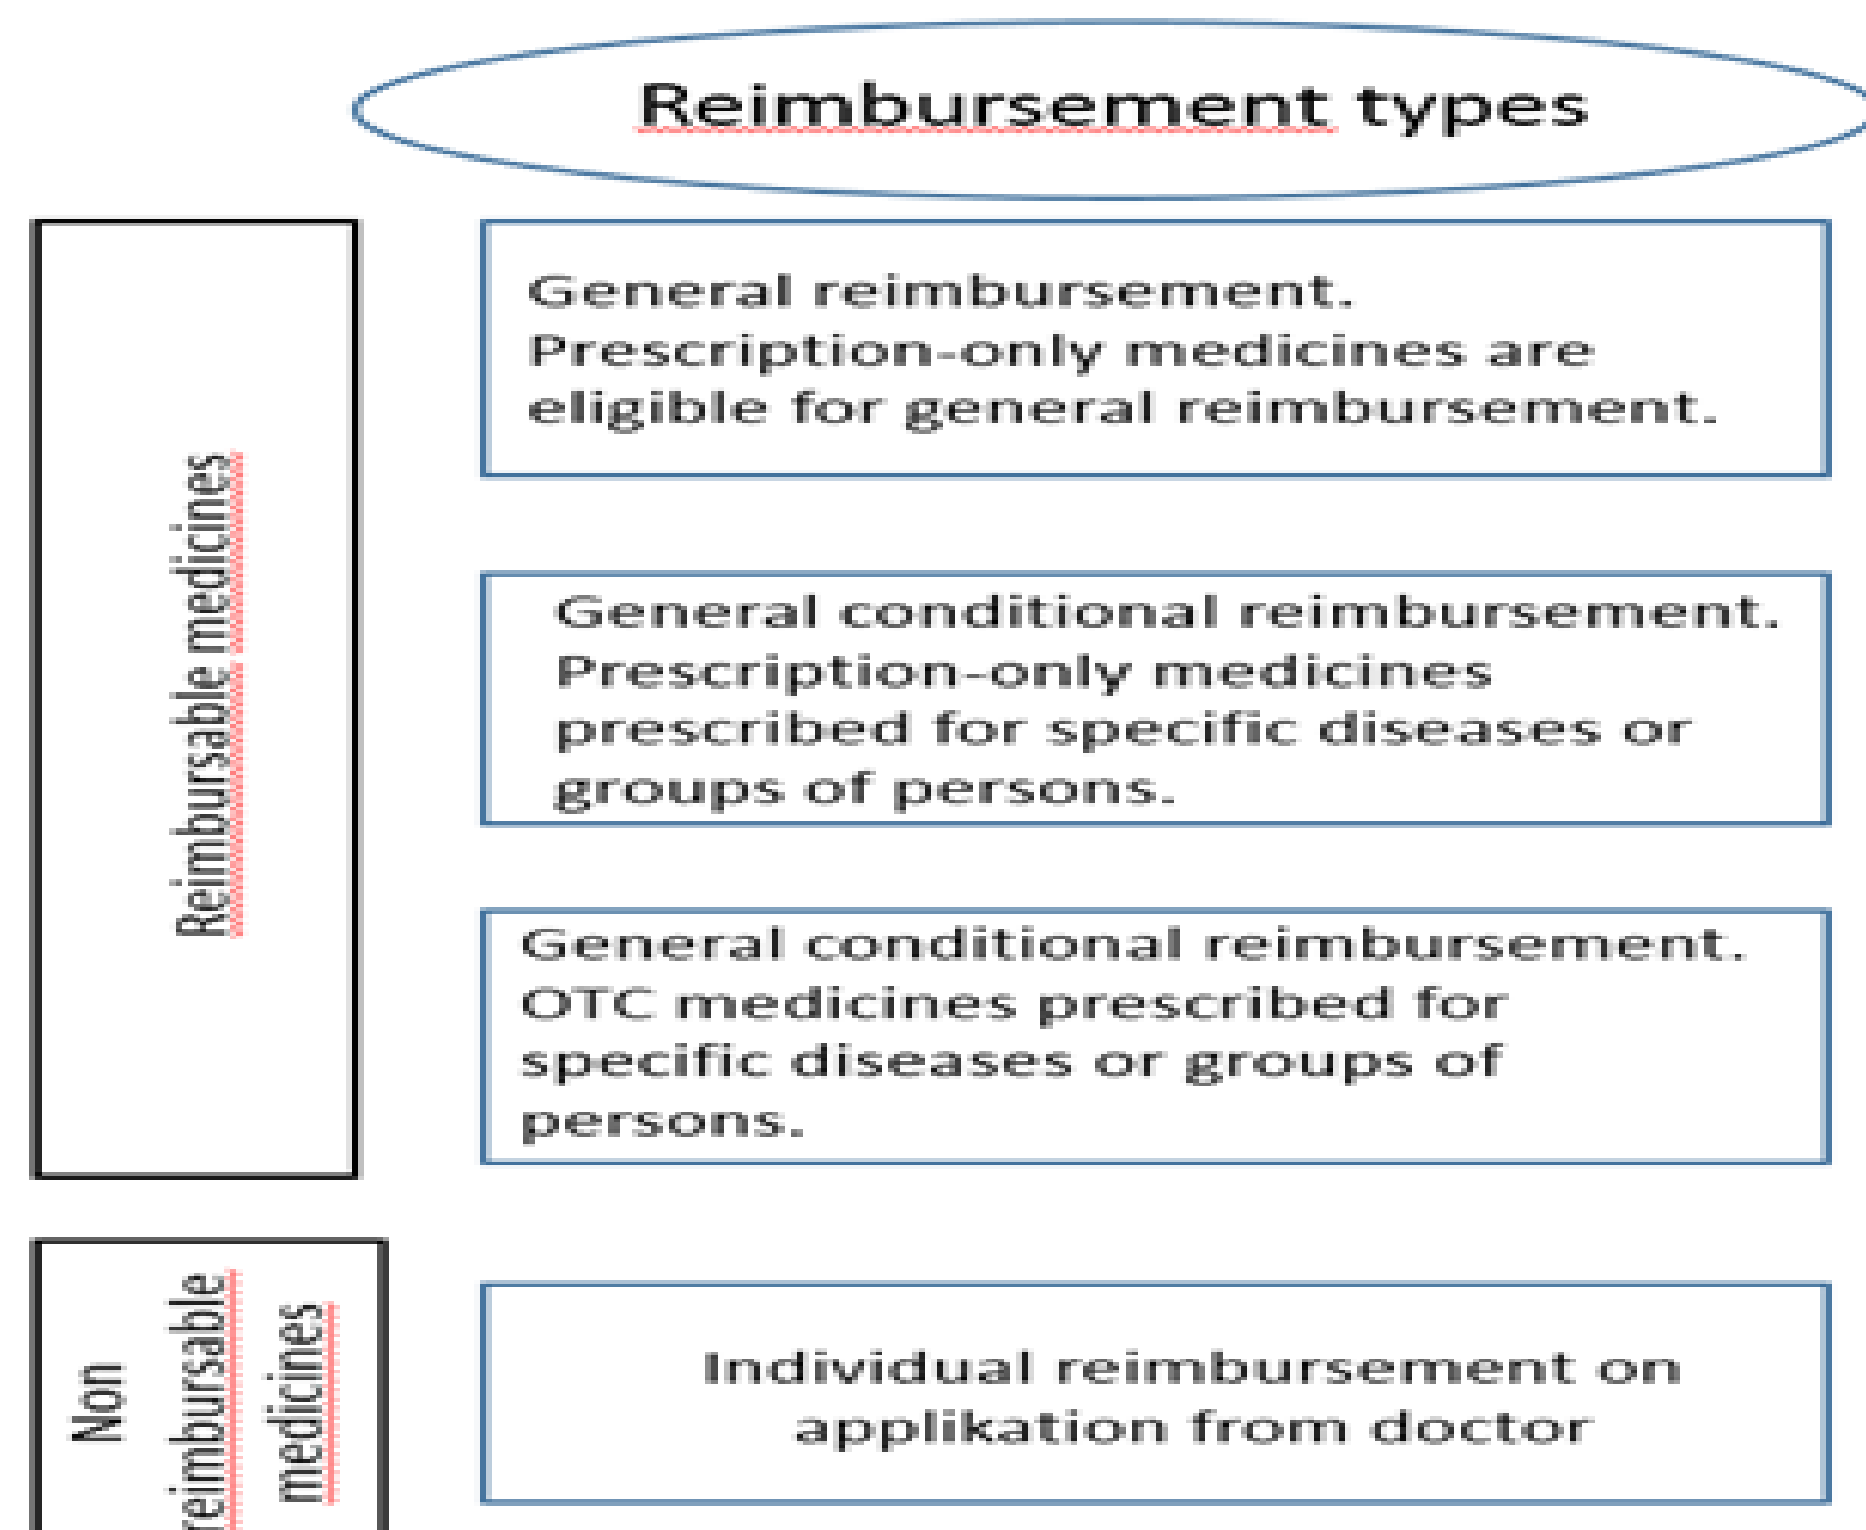 Reimbursement types
Reimbursable medicines
General reimbursement.
Prescription-only medicines are
eligible for general reimbursement.
General conditional reimbursement.
Prescription-only medicines
prescribed for specific diseases or
groups of persons.
General conditional reimbursement.
OTC medicines prescribed for
specific diseases or groups of
persons.
Non
reimbursable
medicines
Individual reimbursement on
applikation from doctor